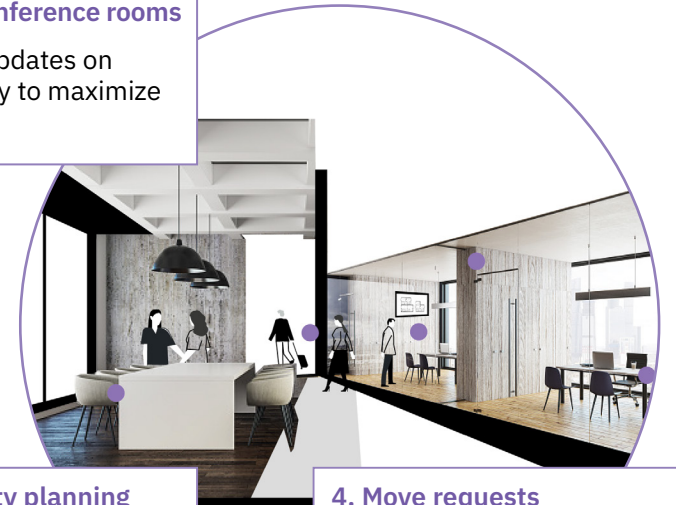 nference rooms
pdates on
y to maximize
ty planning
4. Move requests